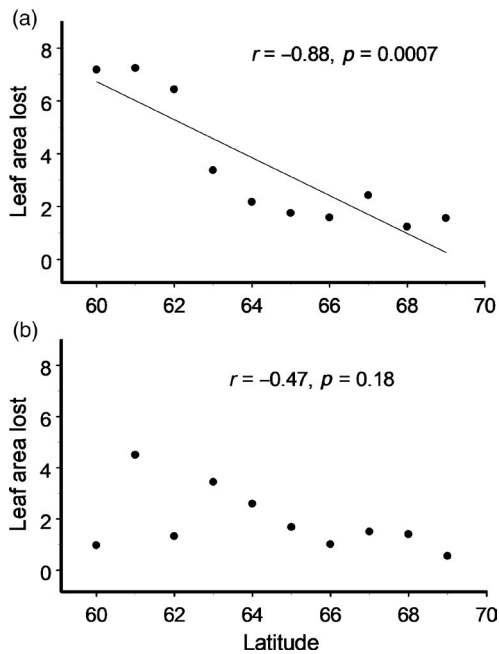 (a)
r = –0.88, p = 0.0007
Leaf area lost
8
6
4
2
0
60 62 64 66 68 70
(b)
r = –0.47, p = 0.18
Leaf area lost
8
6
4
2
0
60 62 64 66 68 70
Latitude